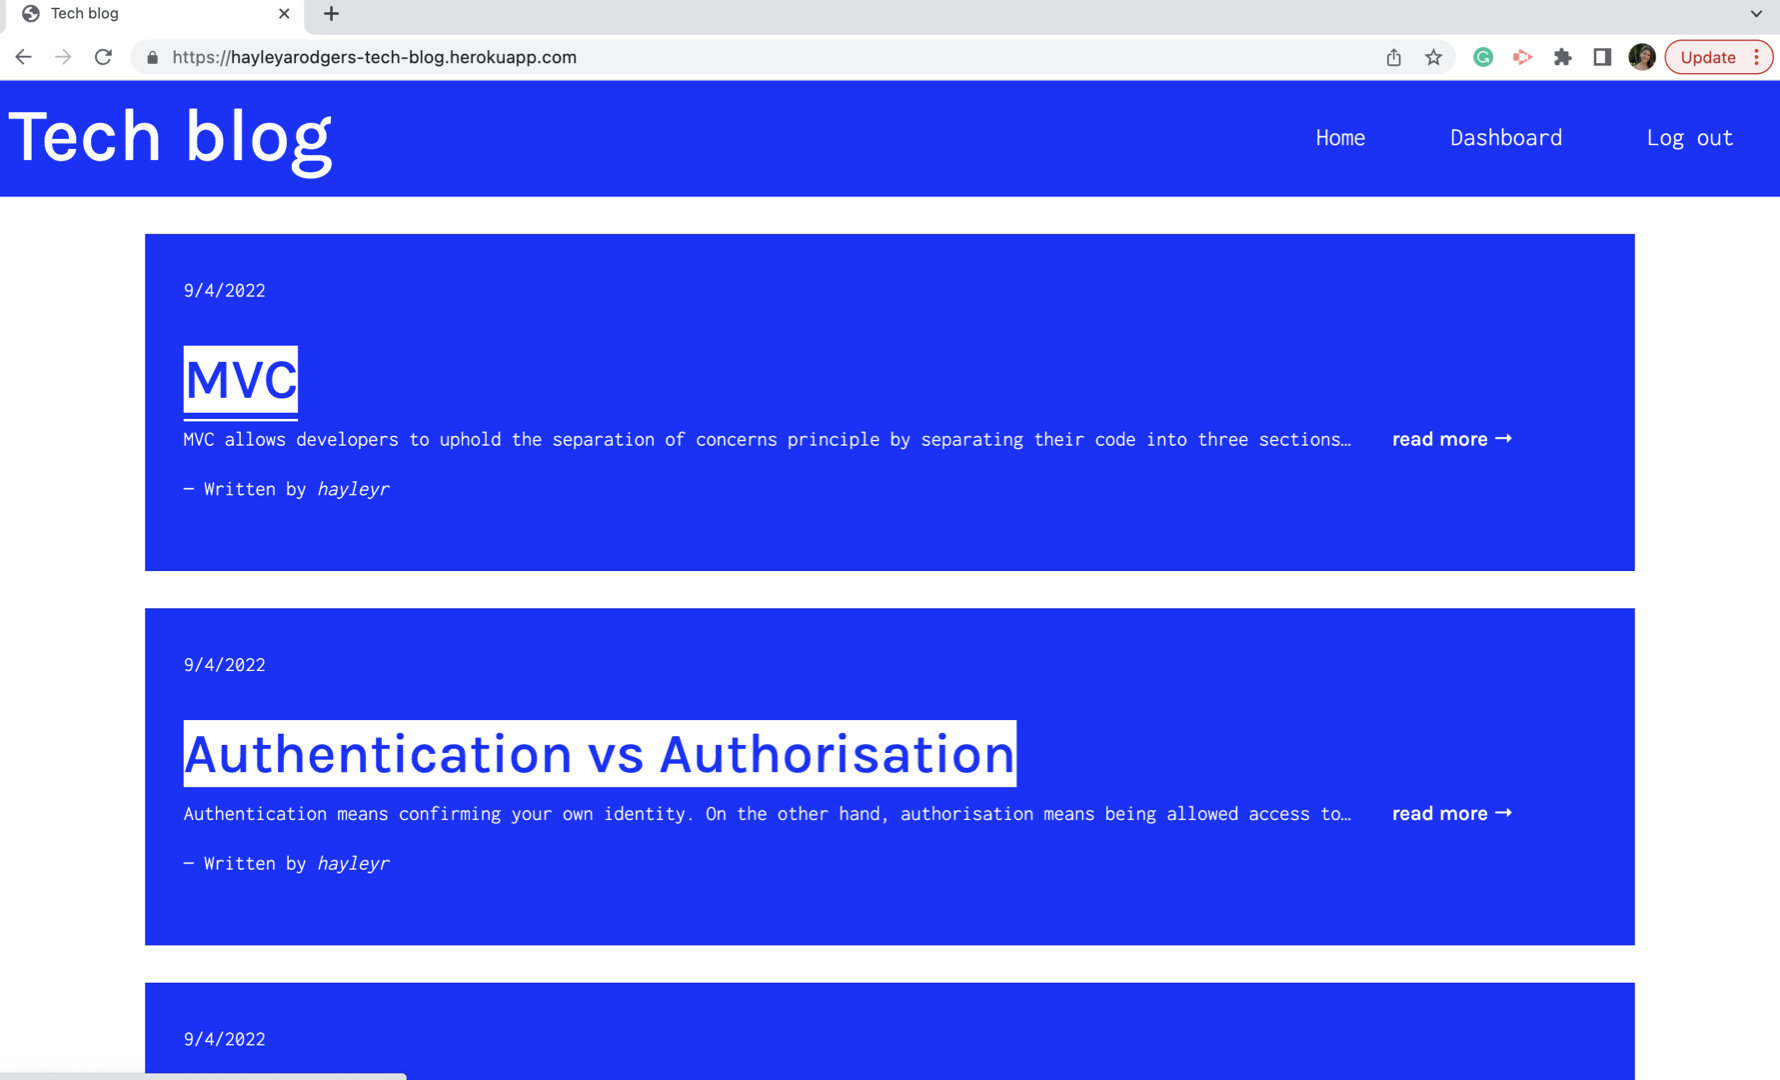 Tech blog
https://hayleyarodgers-tech-blog.herokuapp.com
Update
Tech blog
Home
Dashboard
Log out
9/4/2022
MVC
MVC allows developers to uphold the separation of concerns principle by separating their code into three sections… read more →
— Written by hayleyr
9/4/2022
Authentication vs Authorisation
Authentication means confirming your own identity. On the other hand, authorisation means being allowed access to… read more →
— Written by hayleyr
9/4/2022